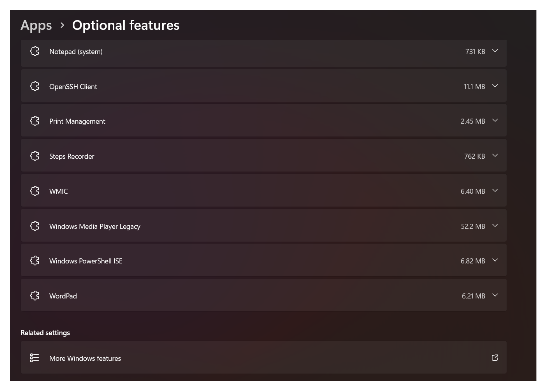 Apps > Optional features
Notepad (system) 731 KB
OpenSSH Client 11.1 MB
Print Management 2.45 MB
Steps Recorder 762 KB
WMIC 6.40 MB
Windows Media Player Legacy 52.2 MB
Windows PowerShell ISE 6.82 MB
WordPad 6.21 MB
Related settings
More Windows features